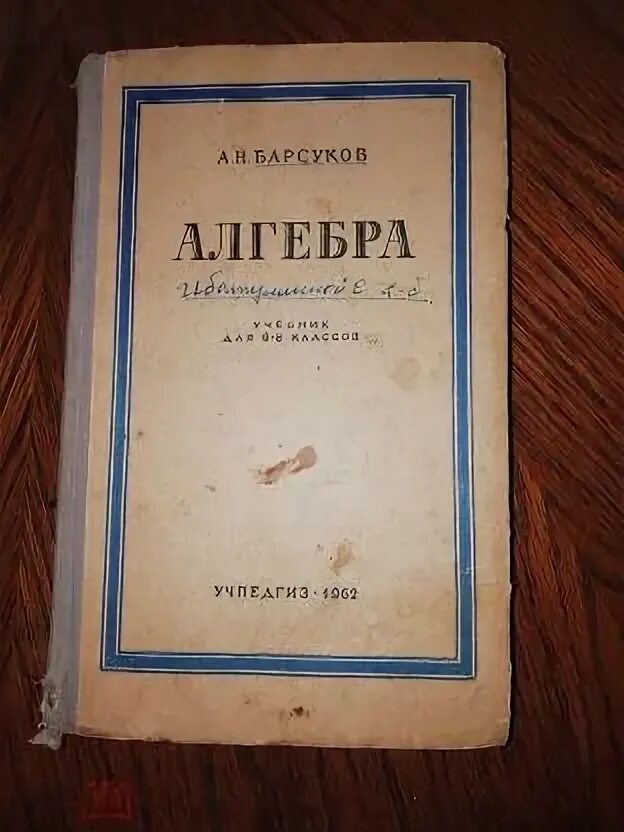 А.Н.БАРСУКОВ
АЛГЕБРА
УЧЕБНИК
ДЛЯ 6-8 КЛАССОВ
УЧПЕДГИЗ · 1962